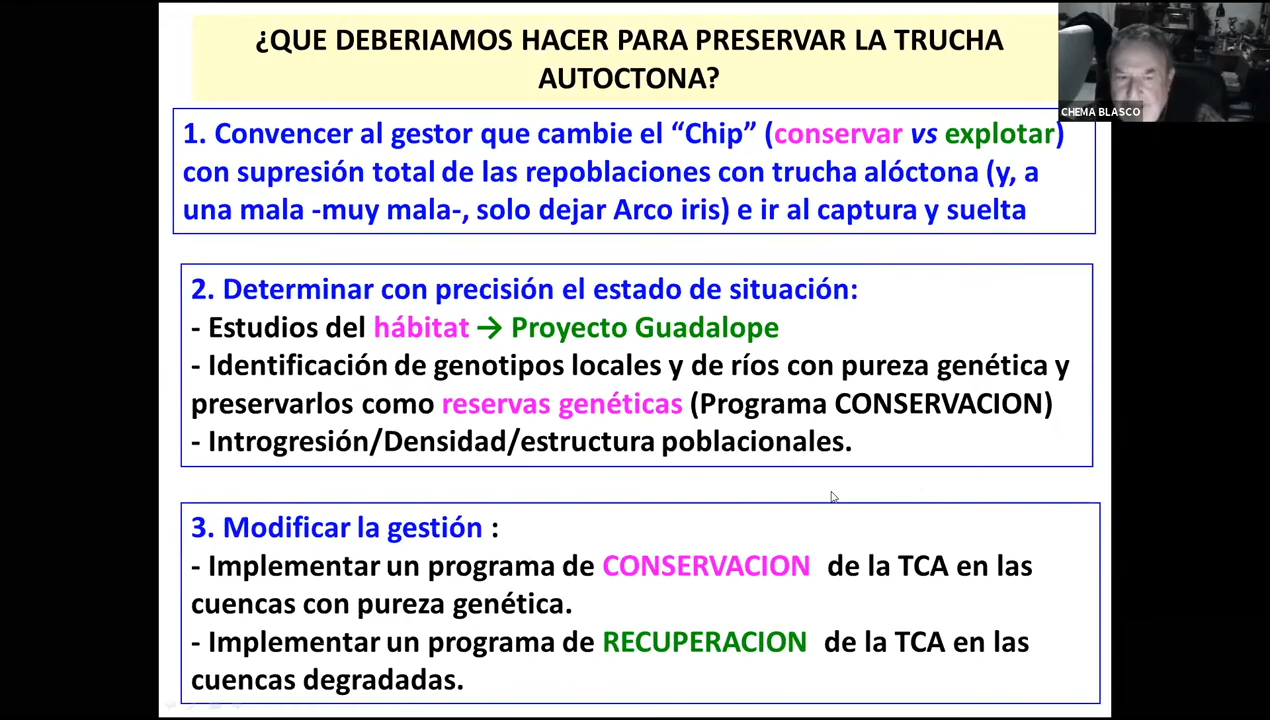 ¿QUE DEBERIAMOS HACER PARA PRESERVAR LA TRUCHA
AUTOCTONA?
CHEMA BLASCO
1. Convencer al gestor que cambie el “Chip” (conservar vs explotar)
con supresión total de las repoblaciones con trucha alóctona (y, a
una mala -muy mala-, solo dejar Arco iris) e ir al captura y suelta
2. Determinar con precisión el estado de situación:
- Estudios del hábitat → Proyecto Guadalope
- Identificación de genotipos locales y de ríos con pureza genética y
preservarlos como reservas genéticas (Programa CONSERVACION)
- Introgresión/Densidad/estructura poblacionales.
3. Modificar la gestión :
- Implementar un programa de CONSERVACION de la TCA en las
cuencas con pureza genética.
- Implementar un programa de RECUPERACION de la TCA en las
cuencas degradadas.